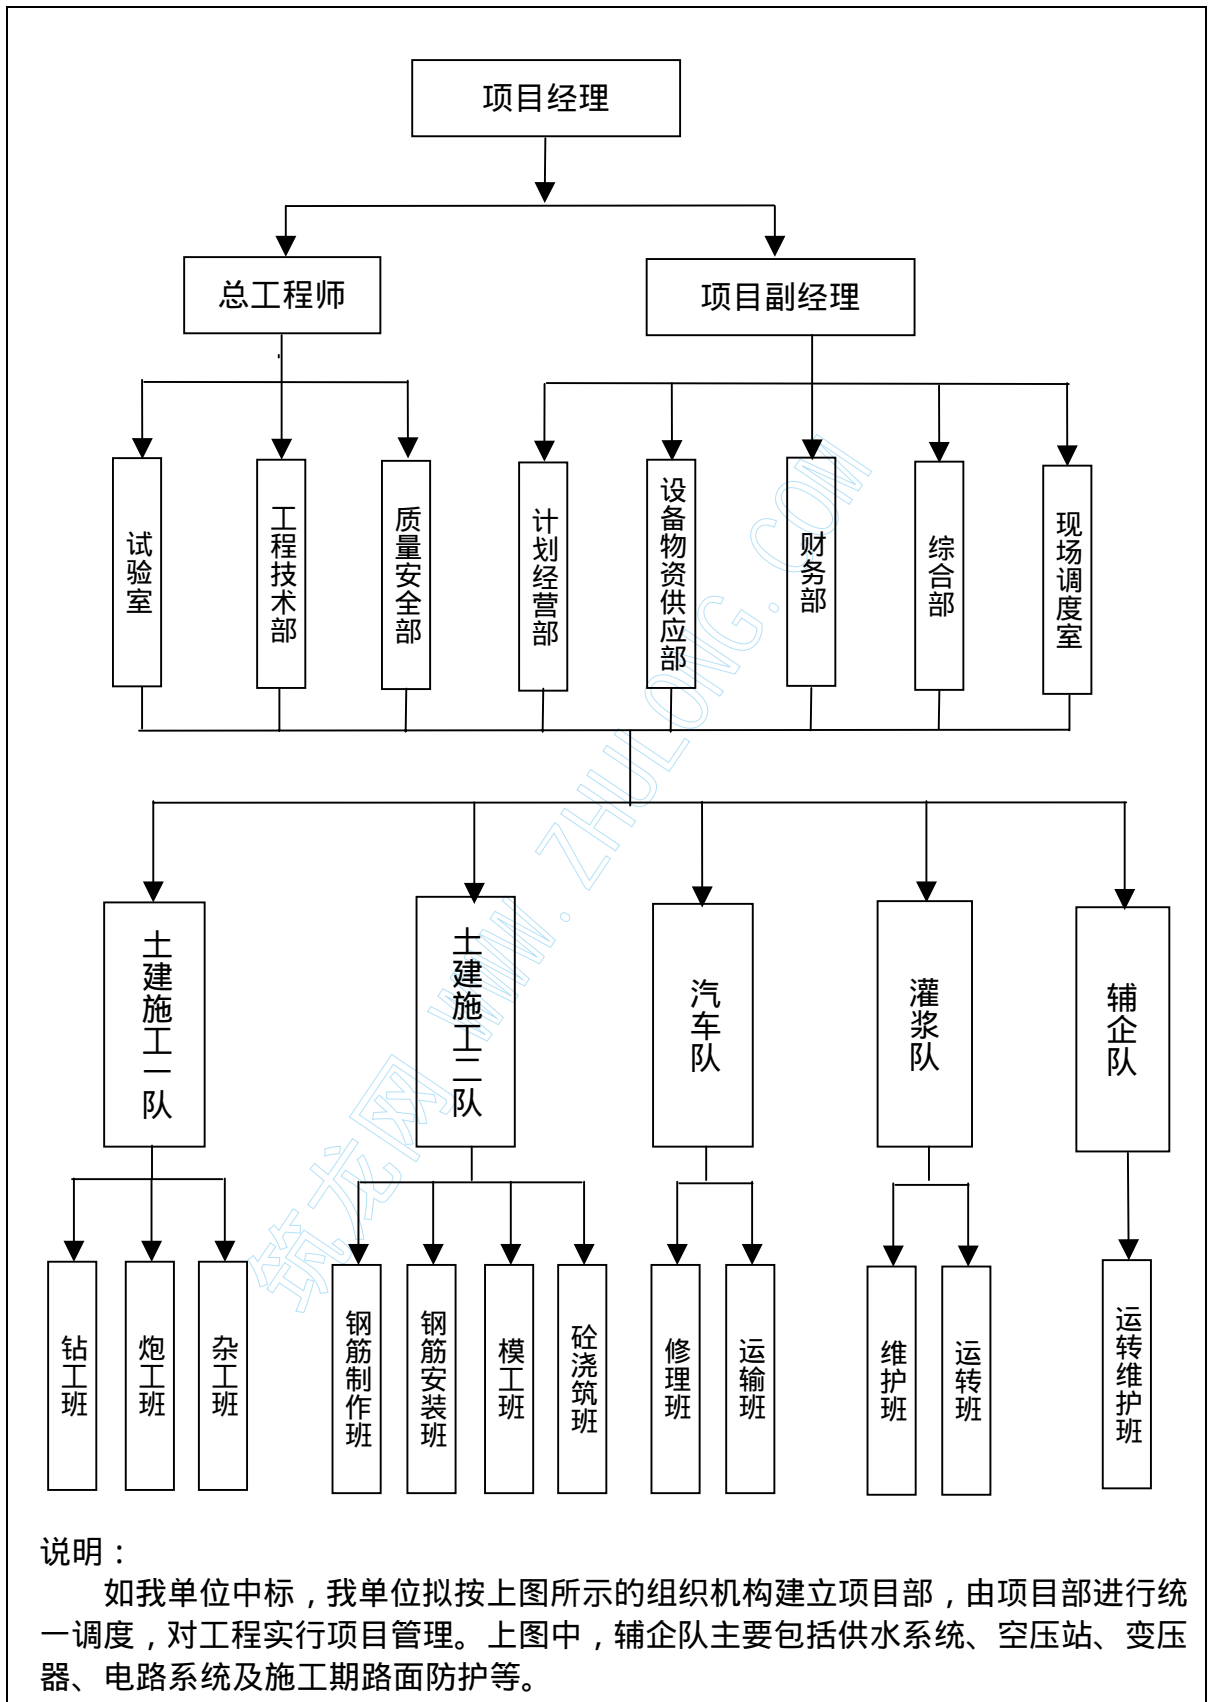 项目经理
总工程师
项目副经理
试验室
工程技术部
质量安全部
计划经营部
设备物资供应部
财务部
综合部
现场调度室
土建施工一队
土建施工二队
汽车队
灌浆队
辅企队
钻工班
炮工班
杂工班
钢筋制作班
钢筋安装班
模工班
砼浇筑班
修理班
运输班
维护班
运转班
运转维护班
筑龙网 WWW.ZHULONG.COM
说明：
如我单位中标，我单位拟按上图所示的组织机构建立项目部，由项目部进行统
一调度，对工程实行项目管理。上图中，辅企队主要包括供水系统、空压站、变压
器、电路系统及施工期路面防护等。